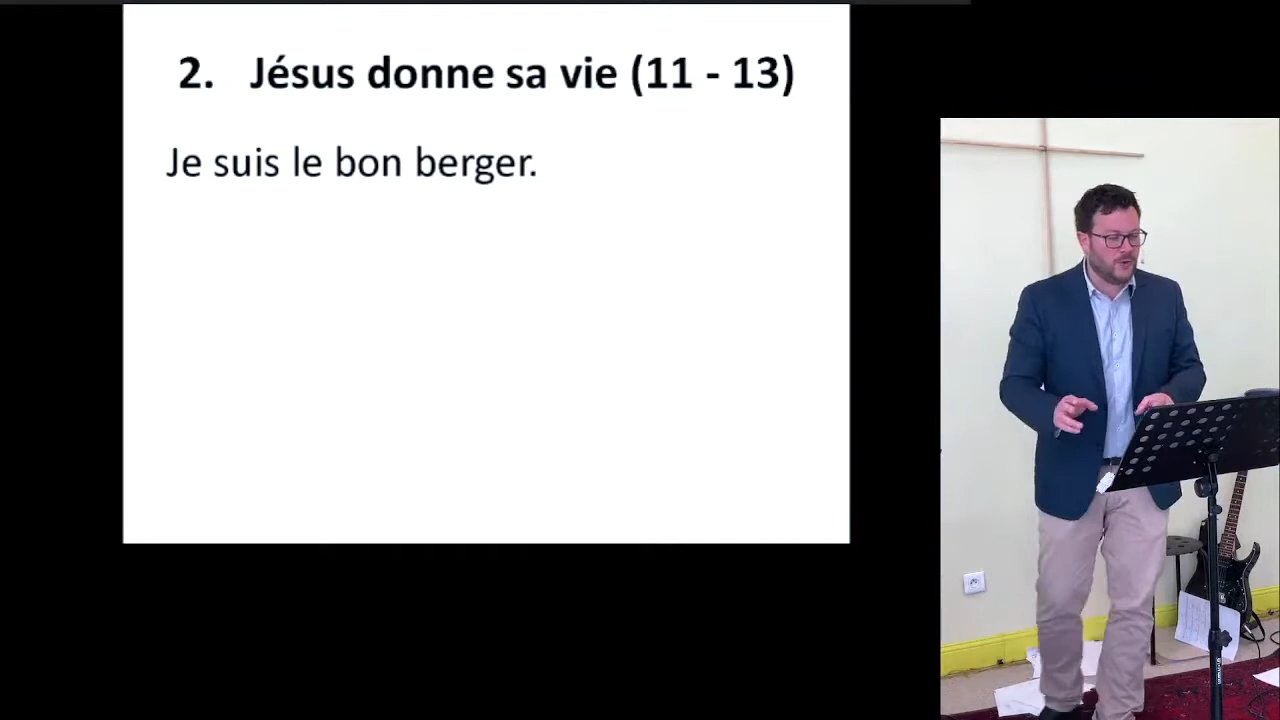 2. Jésus donne sa vie (11 - 13)
Je suis le bon berger.